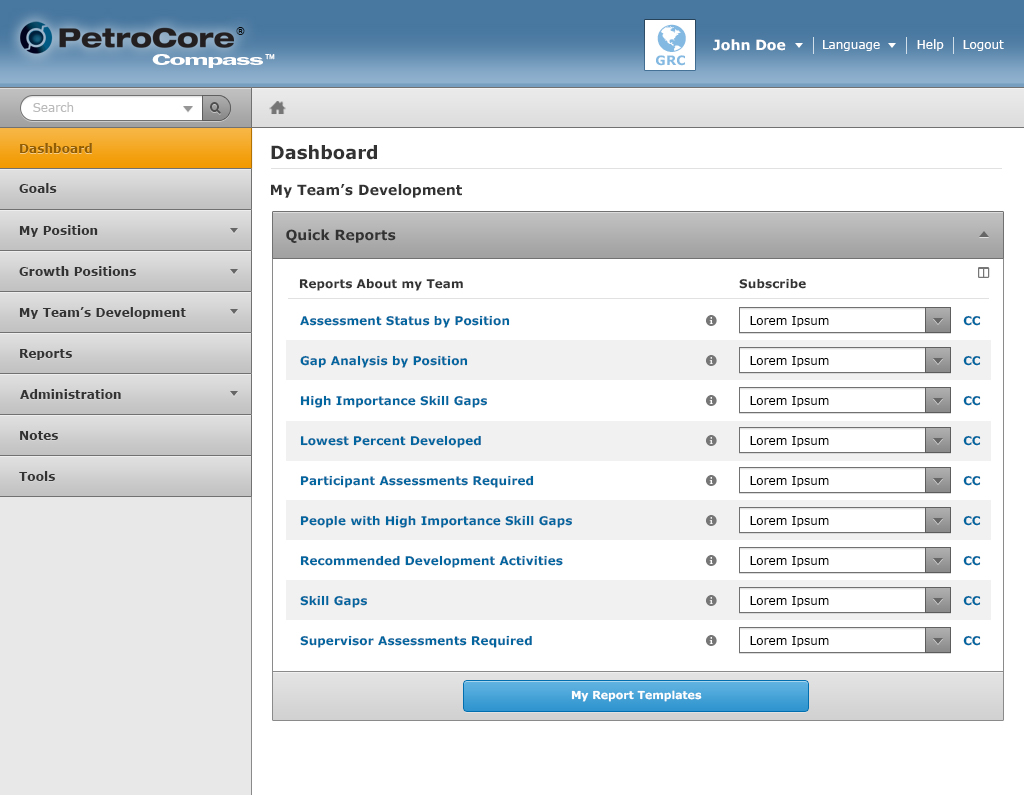 PetroCore®
Compass™
GRC
John Doe
Language
Help
Logout
Search
Dashboard
Goals
My Position
Growth Positions
My Team’s Development
Reports
Administration
Notes
Tools
Dashboard
My Team’s Development
Quick Reports
Reports About my Team Subscribe
Assessment Status by Position Lorem Ipsum CC
Gap Analysis by Position Lorem Ipsum CC
High Importance Skill Gaps Lorem Ipsum CC
Lowest Percent Developed Lorem Ipsum CC
Participant Assessments Required Lorem Ipsum CC
People with High Importance Skill Gaps Lorem Ipsum CC
Recommended Development Activities Lorem Ipsum CC
Skill Gaps Lorem Ipsum CC
Supervisor Assessments Required Lorem Ipsum CC
My Report Templates